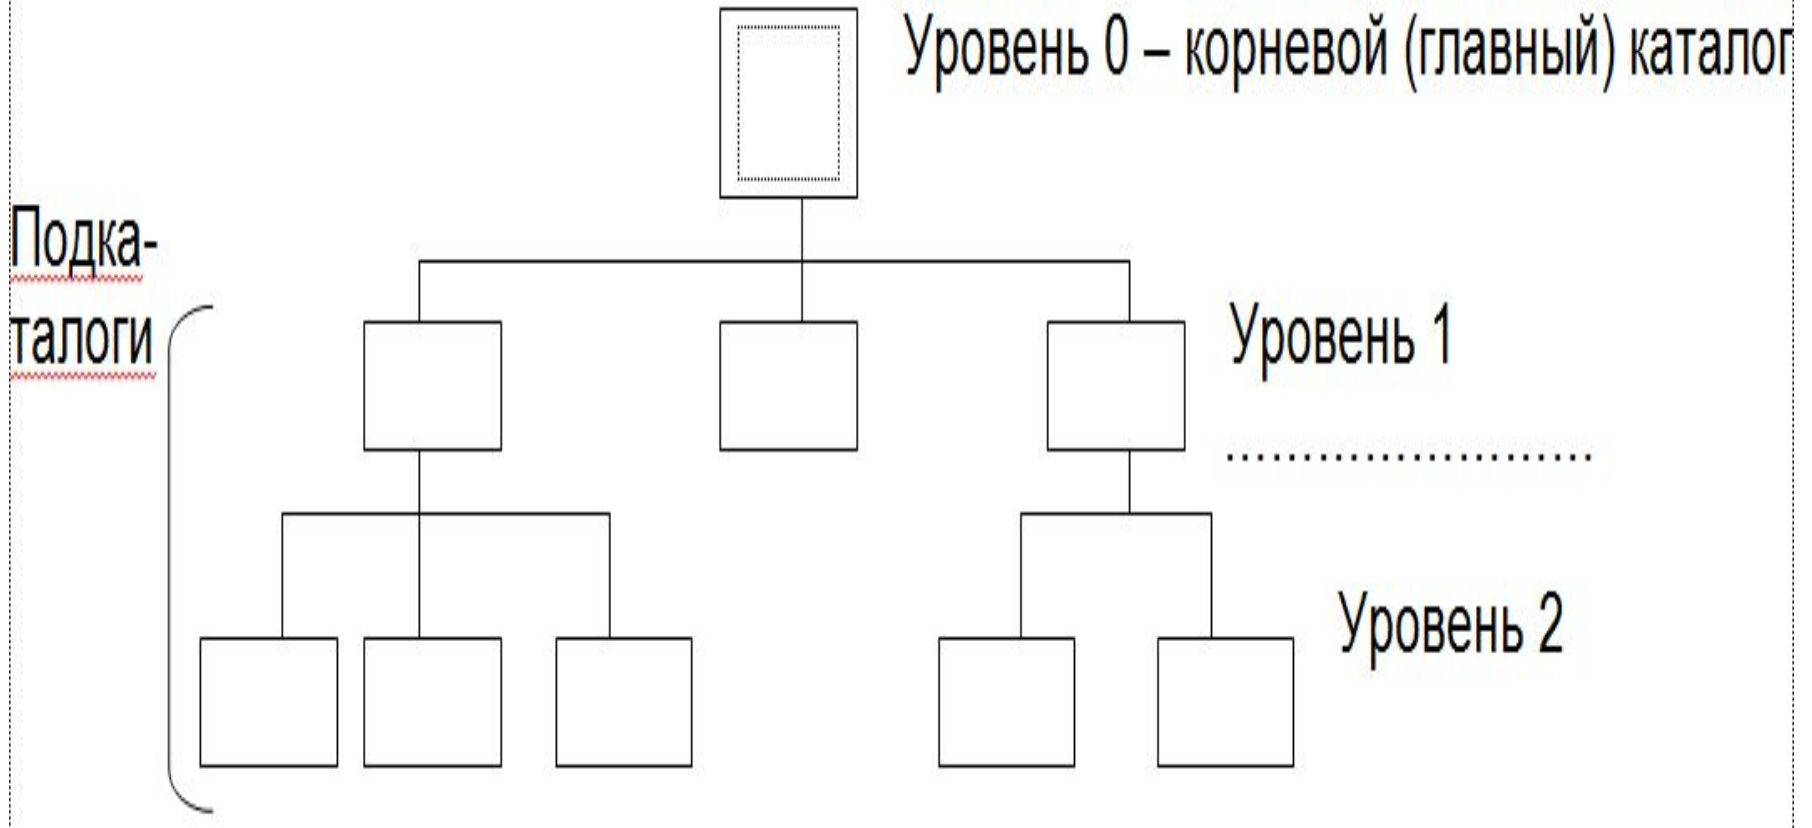 Уровень 0 – корневой (главный) каталог
Подка-
талоги
Уровень 1
........................
Уровень 2